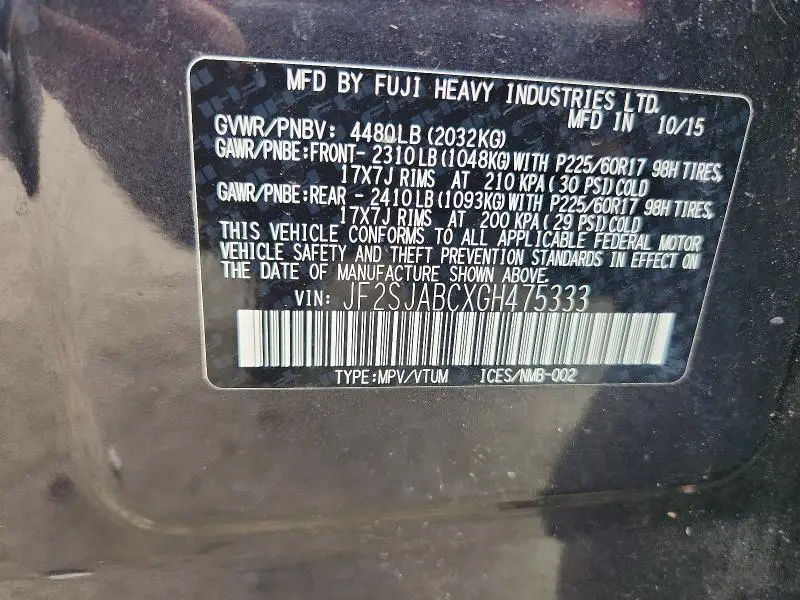 MFD BY FUJI HEAVY INDUSTRIES LTD.
MFD IN 10/15
GVWR/PNBV: 4480LB (2032KG)
GAWR/PNBE:FRONT- 2310LB (1048KG) WITH P225/60R17 98H TIRES,
17X7J RIMS AT 210 KPA (30 PSI) COLD
GAWR/PNBE:REAR - 2410LB (1093KG) WITH P225/60R17 98H TIRES,
17X7J RIMS AT 200 KPA (29 PSI) COLD
THIS VEHICLE CONFORMS TO ALL APPLICABLE FEDERAL MOTOR
VEHICLE SAFETY AND THEFT PREVENTION STANDARDS IN EFFECT ON
THE DATE OF MANUFACTURE SHOWN ABOVE.
VIN: JF2SJABCXGH475333
TYPE:MPV/VTUM ICES/NMB-002